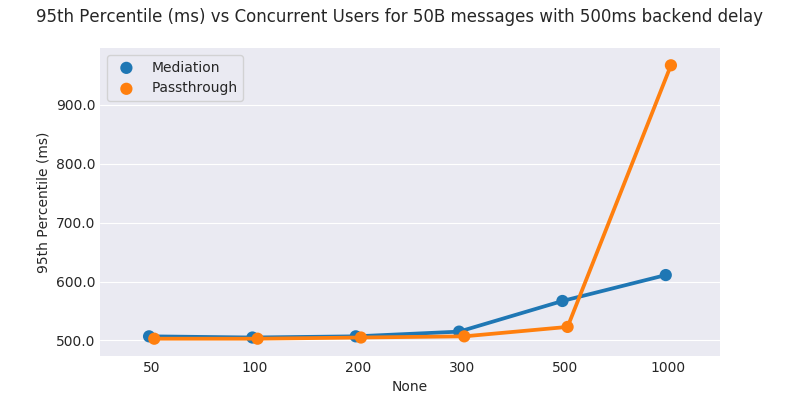 95th Percentile (ms) vs Concurrent Users for 50B messages with 500ms backend delay
Mediation
Passthrough
95th Percentile (ms)
900.0
800.0
700.0
600.0
500.0
50 100 200 300 500 1000
None